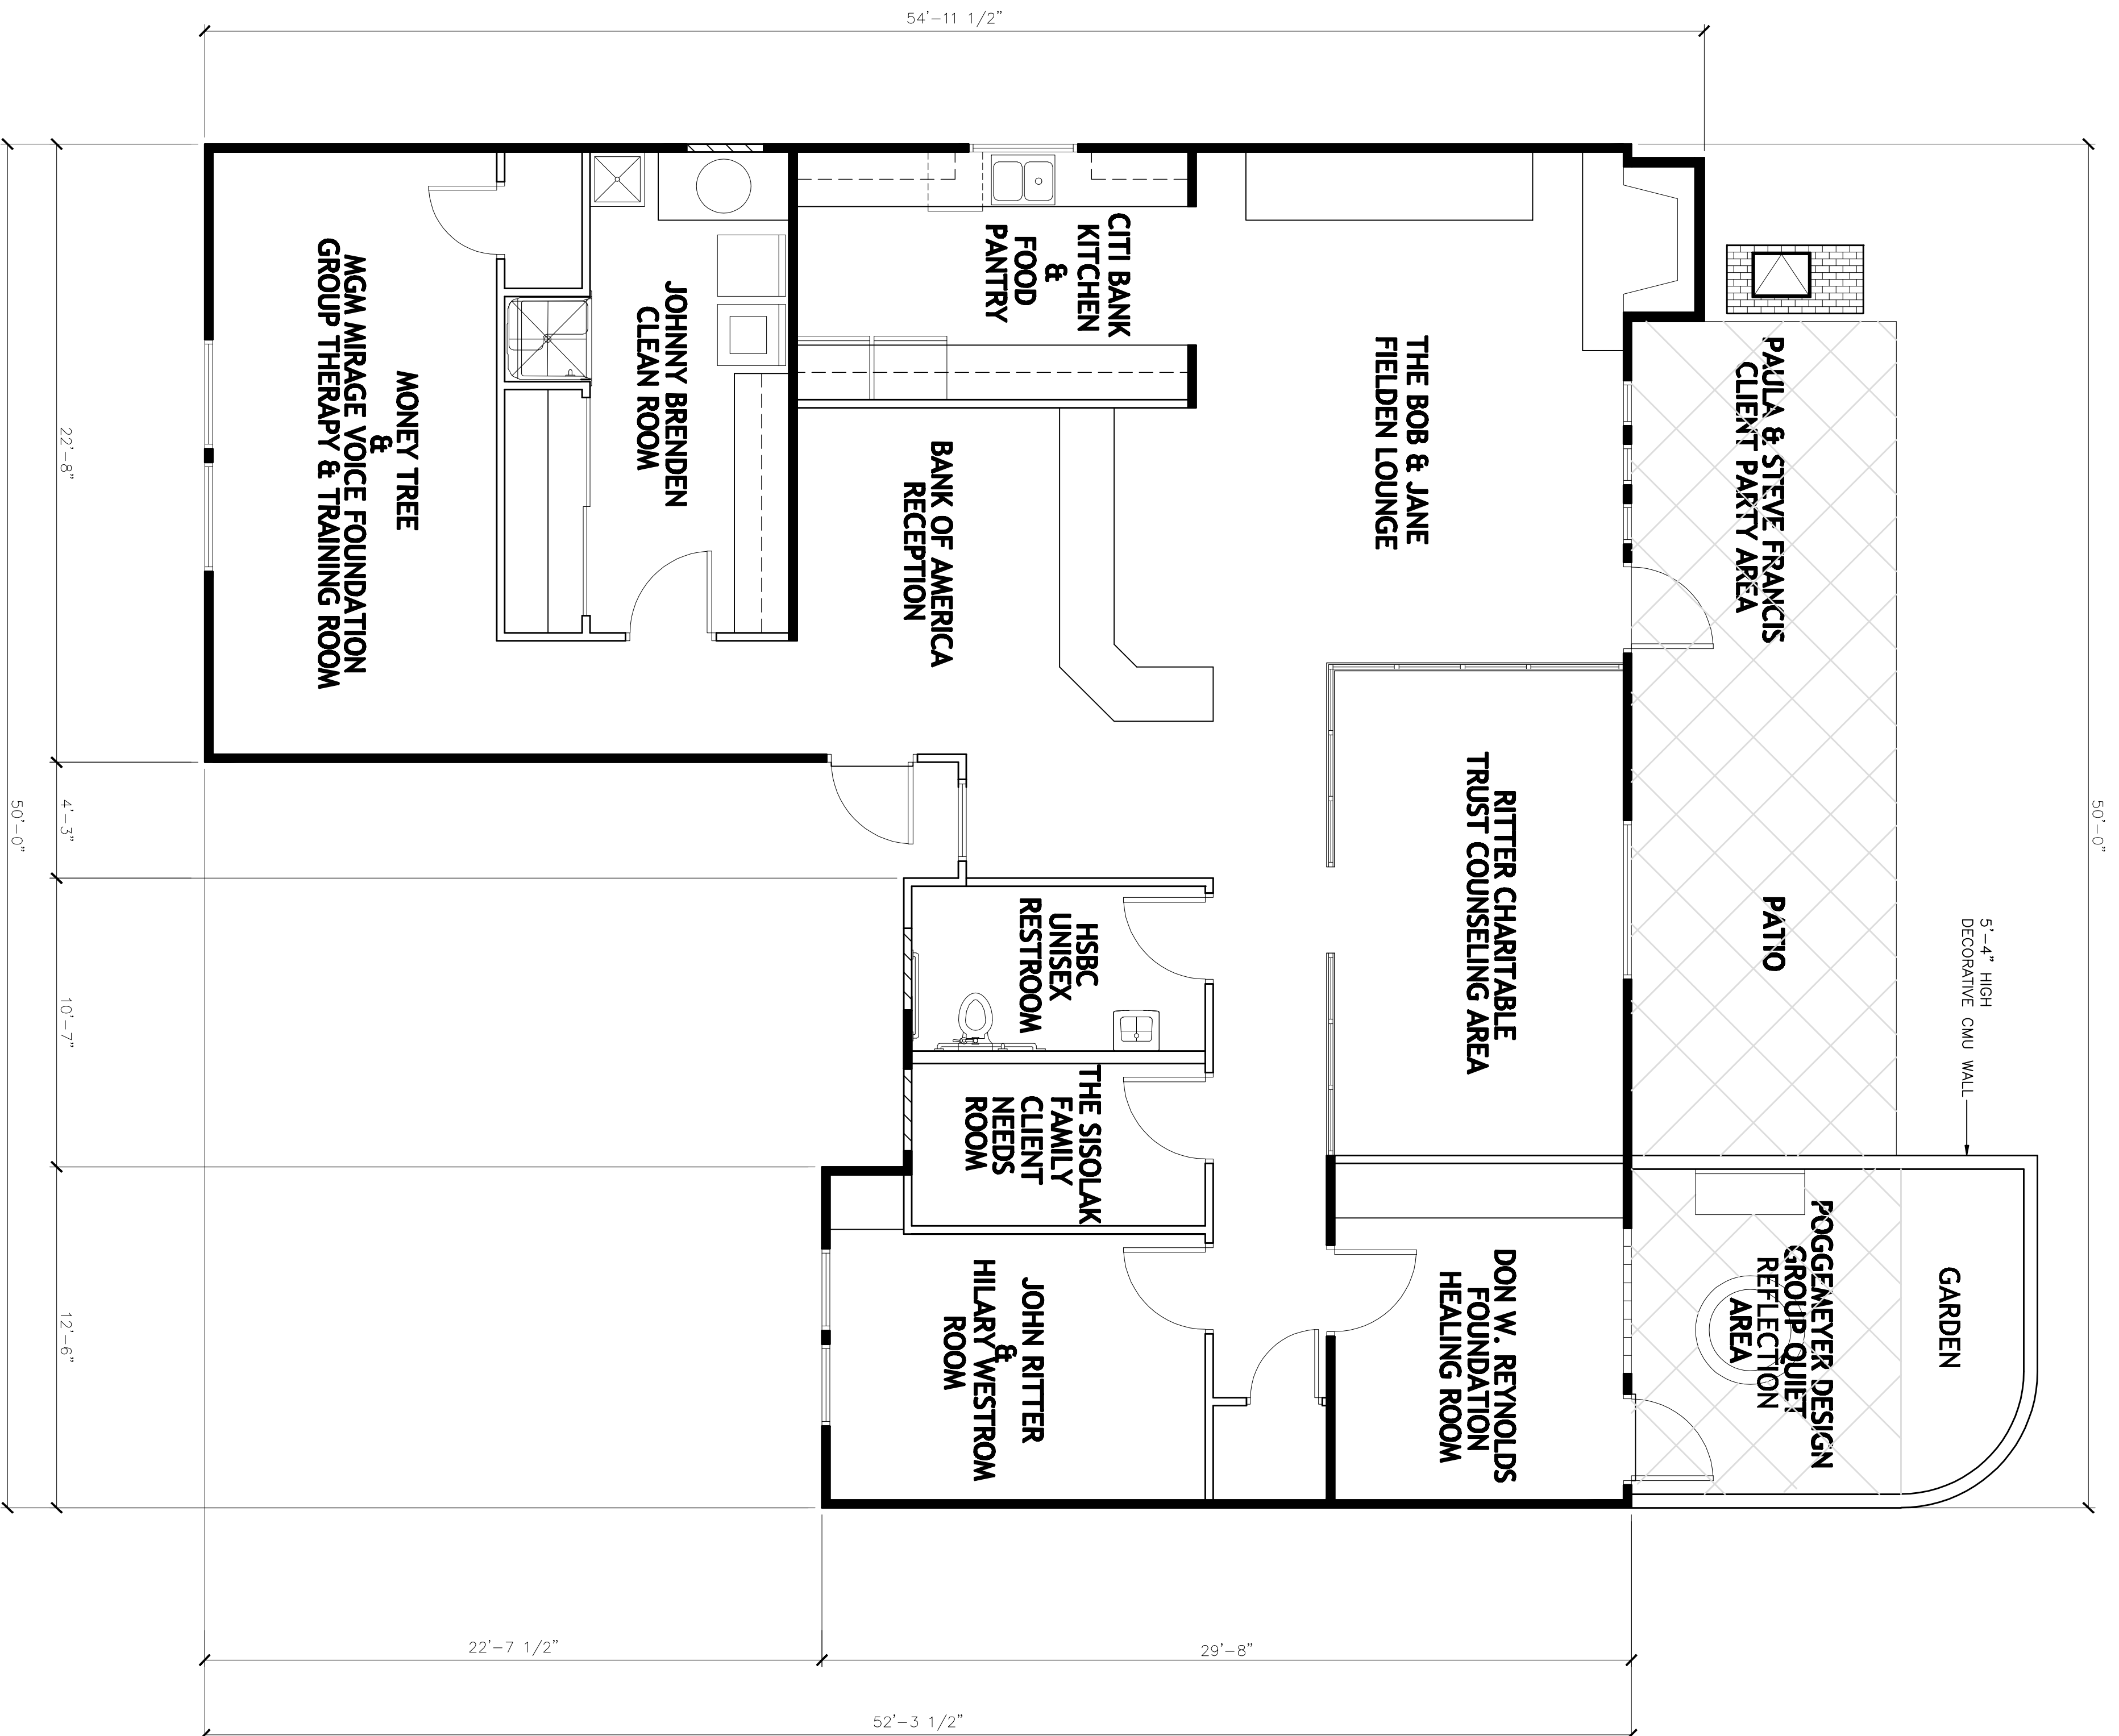 54'-11 1/2"
50'-0"
5'-4" HIGH
DECORATIVE CMU WALL
GARDEN
POGGEMEYER DESIGN
GROUP QUIET
REFLECTION
AREA
PAULA & STEVE FRANCIS
CLIENT PARTY AREA
PATIO
THE BOB & JANE
FIELDEN LOUNGE
RITTER CHARITABLE
TRUST COUNSELING AREA
DON W. REYNOLDS
FOUNDATION
HEALING ROOM
CITI BANK
KITCHEN
&
FOOD
PANTRY
BANK OF AMERICA
RECEPTION
HSBC
UNISEX
RESTROOM
THE SISOLAK
FAMILY
CLIENT
NEEDS
ROOM
JOHN RITTER
&
HILARY WESTROM
ROOM
JOHNNY BRENDEN
CLEAN ROOM
MONEY TREE
&
MGM MIRAGE VOICE FOUNDATION
GROUP THERAPY & TRAINING ROOM
22'-8"
4'-3"
10'-7"
12'-6"
50'-0"
22'-7 1/2"
29'-8"
52'-3 1/2"